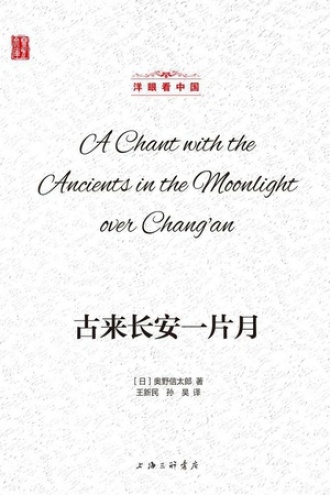 洋眼看中国
A Chant with the
Ancients in the Moonlight
over Chang'an
古来长安一片月
［日］奥野信太郎 著
王新民 孙昊 译
上海三联书店